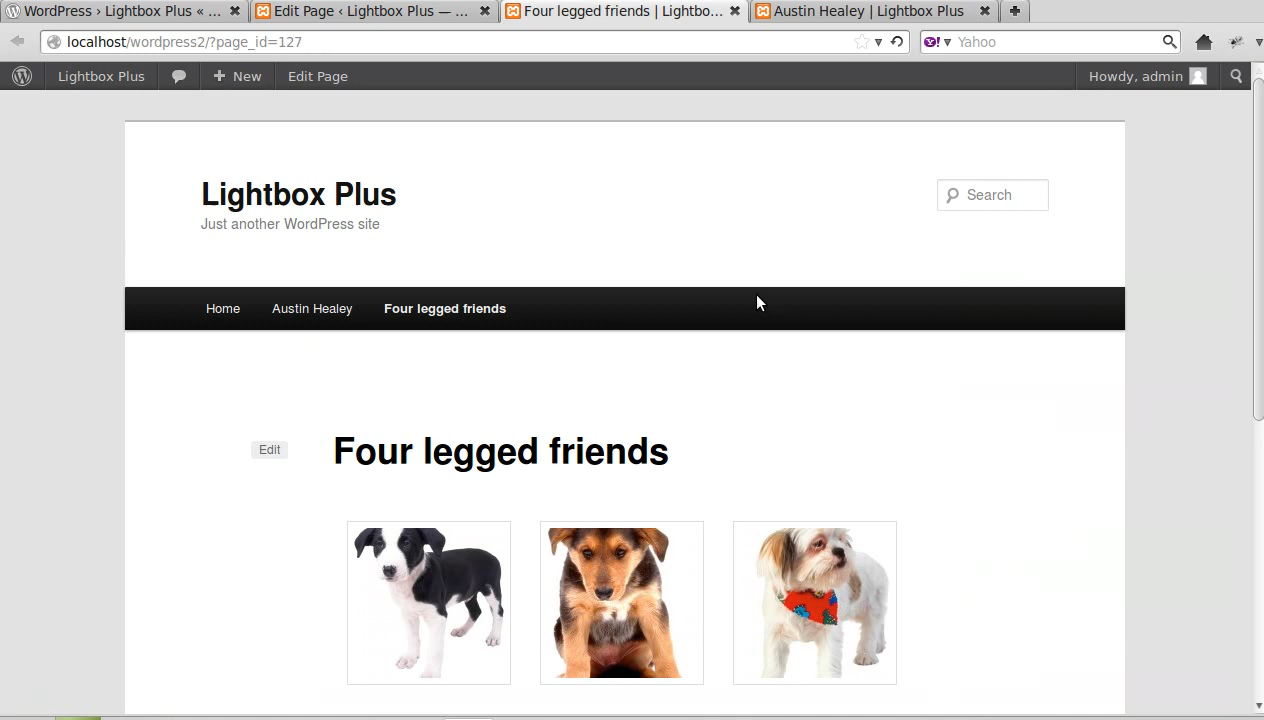 WordPress › Lightbox Plus « ...
Edit Page ‹ Lightbox Plus — ...
Four legged friends | Lightbo...
Austin Healey | Lightbox Plus
localhost/wordpress2/?page_id=127
Yahoo
Lightbox Plus
New
Edit Page
Howdy, admin
Lightbox Plus
Just another WordPress site
Search
Home
Austin Healey
Four legged friends
Edit
Four legged friends